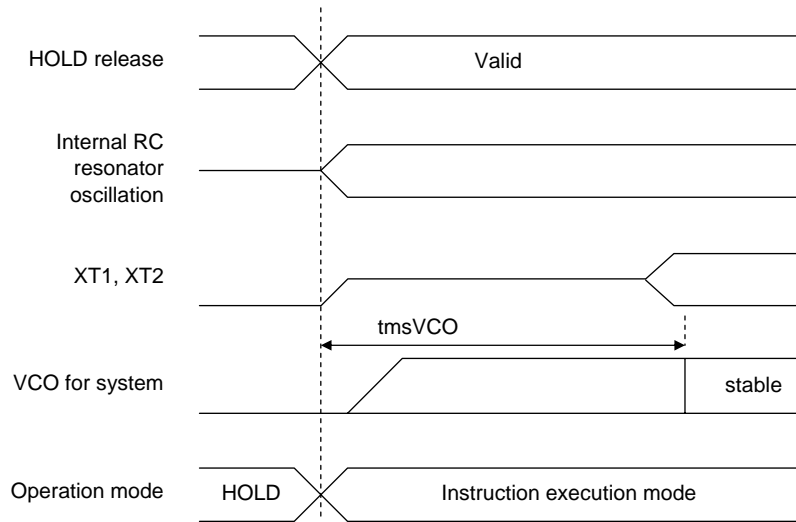 HOLD release
Valid
Internal RC
resonator
oscillation
XT1, XT2
tmsVCO
VCO for system
stable
Operation mode
HOLD
Instruction execution mode